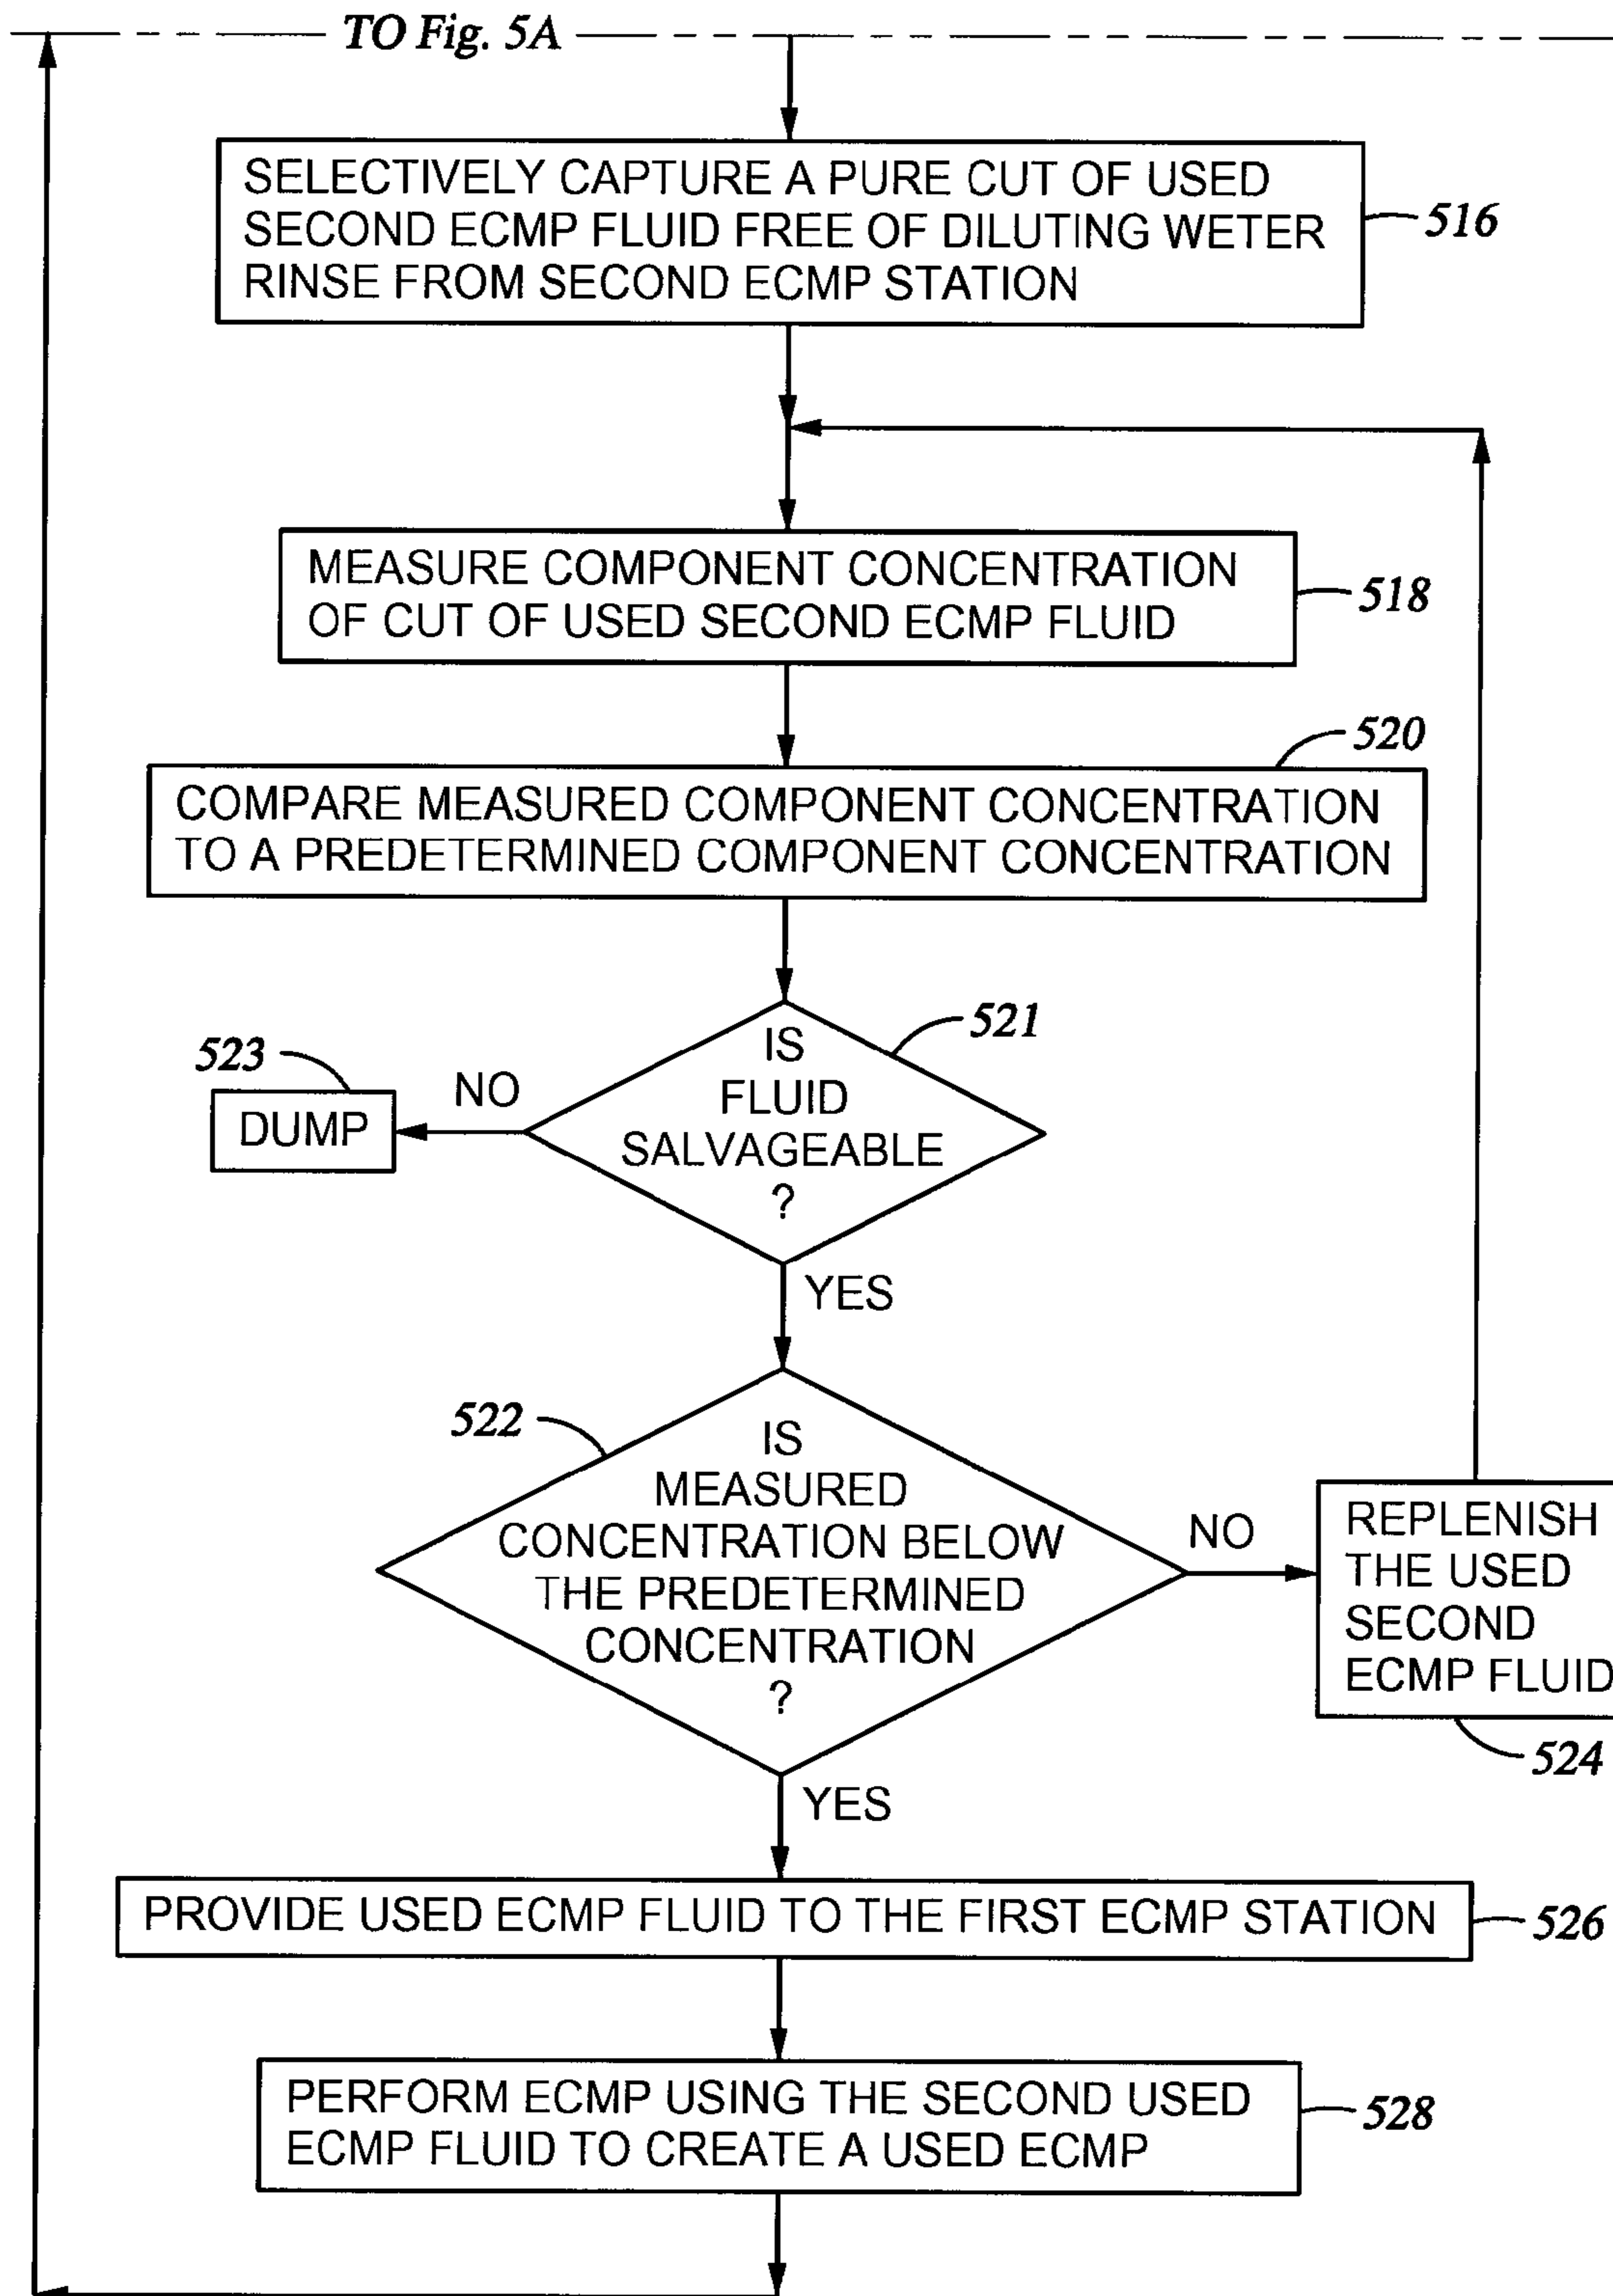 TO Fig. 5A
SELECTIVELY CAPTURE A PURE CUT OF USED
SECOND ECMP FLUID FREE OF DILUTING WETER
RINSE FROM SECOND ECMP STATION
516
MEASURE COMPONENT CONCENTRATION
OF CUT OF USED SECOND ECMP FLUID
518
520
COMPARE MEASURED COMPONENT CONCENTRATION
TO A PREDETERMINED COMPONENT CONCENTRATION
521
IS
FLUID
SALVAGEABLE
?
523
NO
DUMP
YES
522
IS
MEASURED
CONCENTRATION BELOW
THE PREDETERMINED
CONCENTRATION
?
NO
REPLENISH
THE USED
SECOND
ECMP FLUID
524
YES
PROVIDE USED ECMP FLUID TO THE FIRST ECMP STATION
526
PERFORM ECMP USING THE SECOND USED
ECMP FLUID TO CREATE A USED ECMP
528